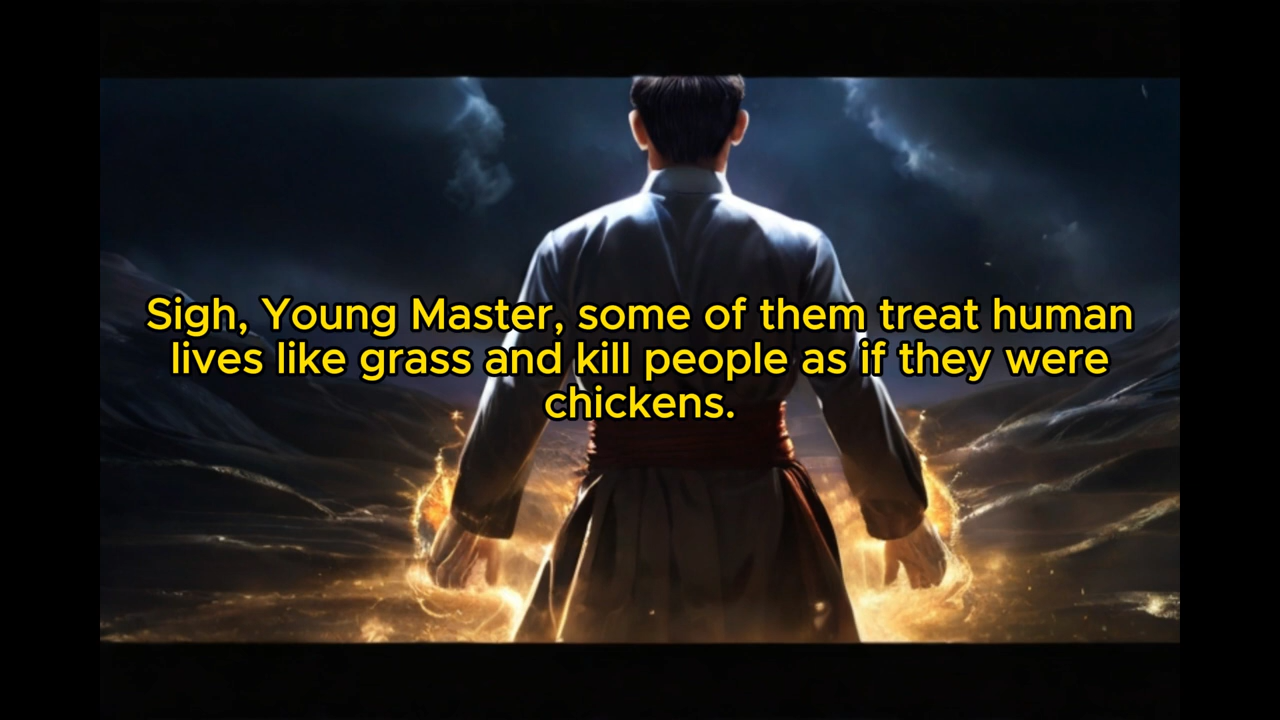 Sigh, Young Master, some of them treat human
lives like grass and kill people as if they were
chickens.